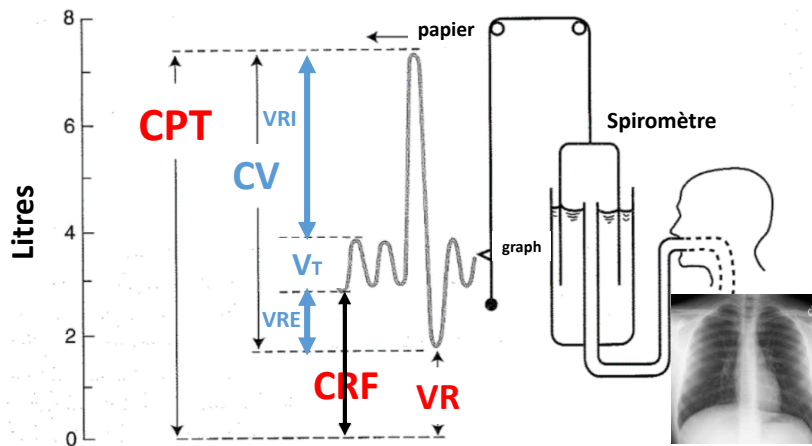 8
papier
VRI
CPT
Spiromètre
6
CV
Litres
4
VT
graph
VRE
2
CRF
VR
0